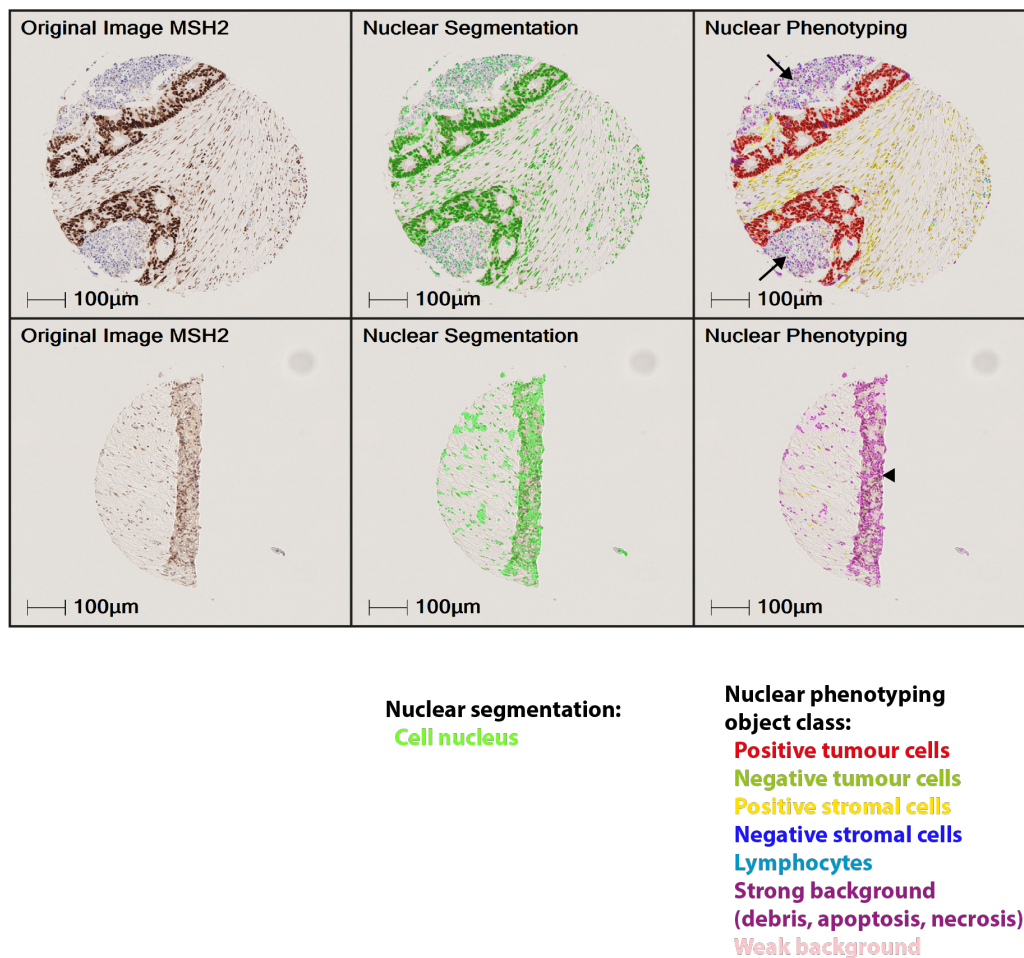 Original Image MSH2
Nuclear Segmentation
Nuclear Phenotyping
100µm
100µm
100µm
Original Image MSH2
Nuclear Segmentation
Nuclear Phenotyping
100µm
100µm
100µm
Nuclear segmentation:
Cell nucleus
Nuclear phenotyping
object class:
Positive tumour cells
Negative tumour cells
Positive stromal cells
Negative stromal cells
Lymphocytes
Strong background
(debris, apoptosis, necrosis)
Weak background